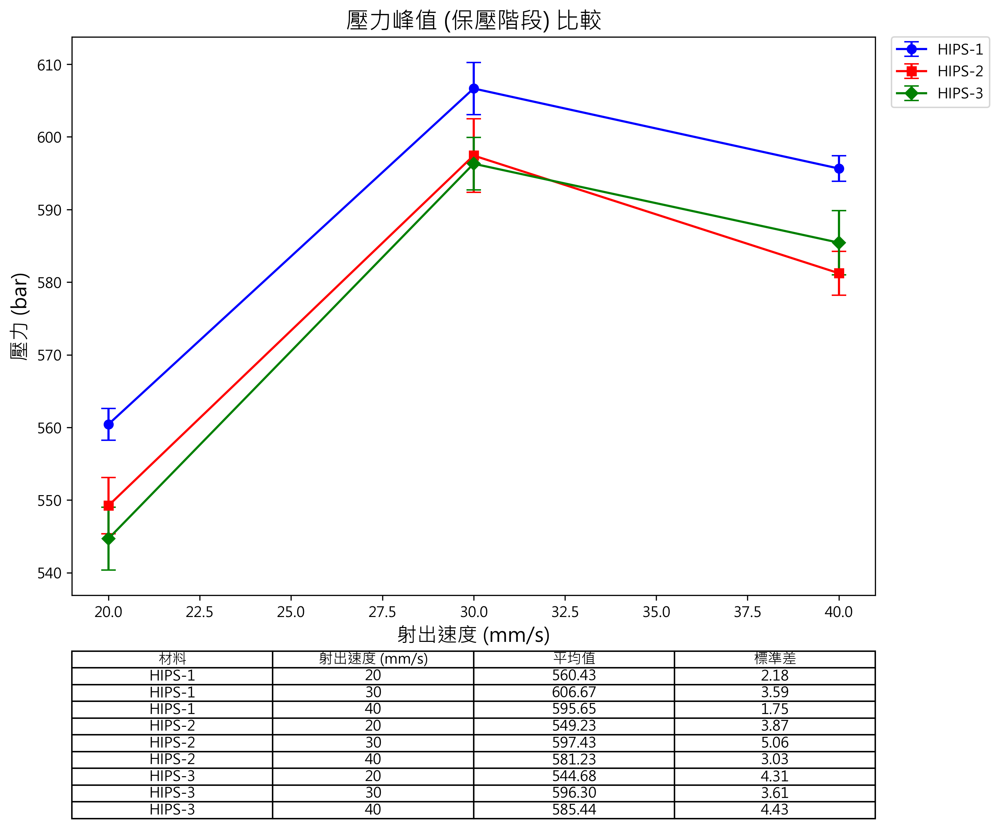 壓力峰值 (保壓階段) 比較
HIPS-1
HIPS-2
HIPS-3
610
600
590
580
570
560
550
540
壓力 (bar)
20.0 22.5 25.0 27.5 30.0 32.5 35.0 37.5 40.0
射出速度 (mm/s)
材料 射出速度 (mm/s) 平均值 標準差
HIPS-1 20 560.43 2.18
HIPS-1 30 606.67 3.59
HIPS-1 40 595.65 1.75
HIPS-2 20 549.23 3.87
HIPS-2 30 597.43 5.06
HIPS-2 40 581.23 3.03
HIPS-3 20 544.68 4.31
HIPS-3 30 596.30 3.61
HIPS-3 40 585.44 4.43